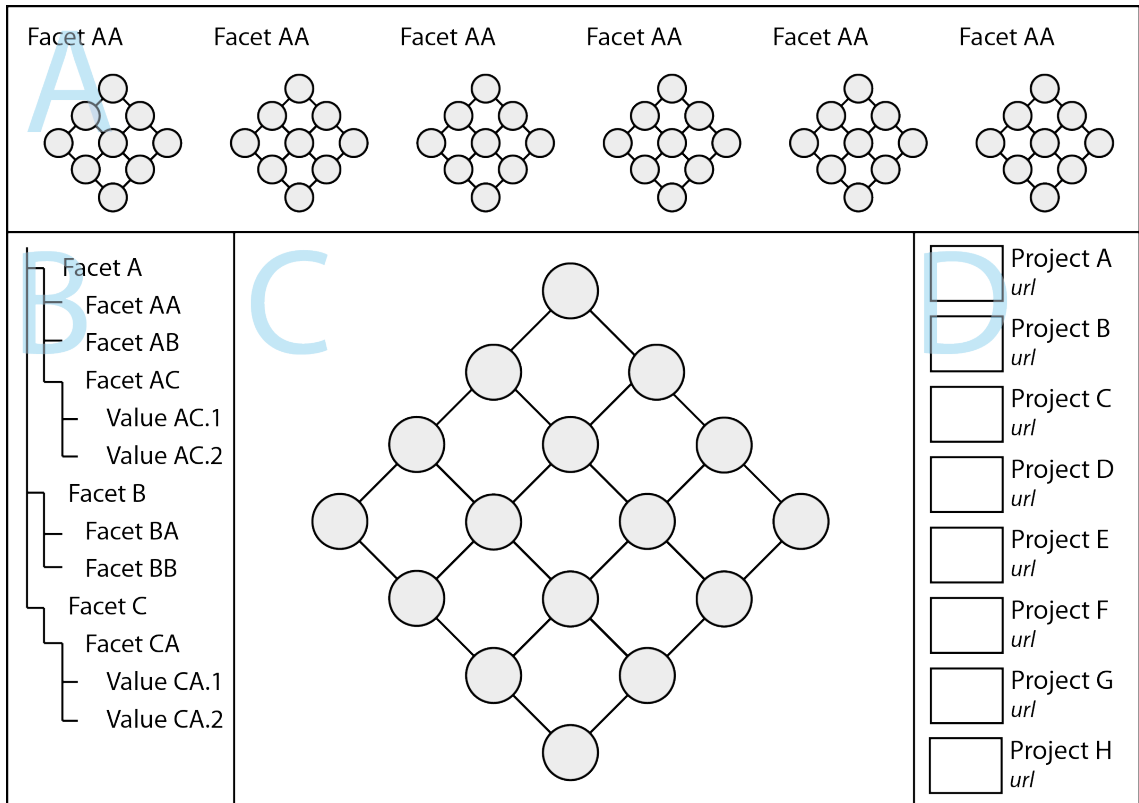 Facet AA Facet AA Facet AA Facet AA Facet AA Facet AA
A
B
Facet A
Facet AA
Facet AB
Facet AC
Value AC.1
Value AC.2
Facet B
Facet BA
Facet BB
Facet C
Facet CA
Value CA.1
Value CA.2
C
D
Project A
url
Project B
url
Project C
url
Project D
url
Project E
url
Project F
url
Project G
url
Project H
url